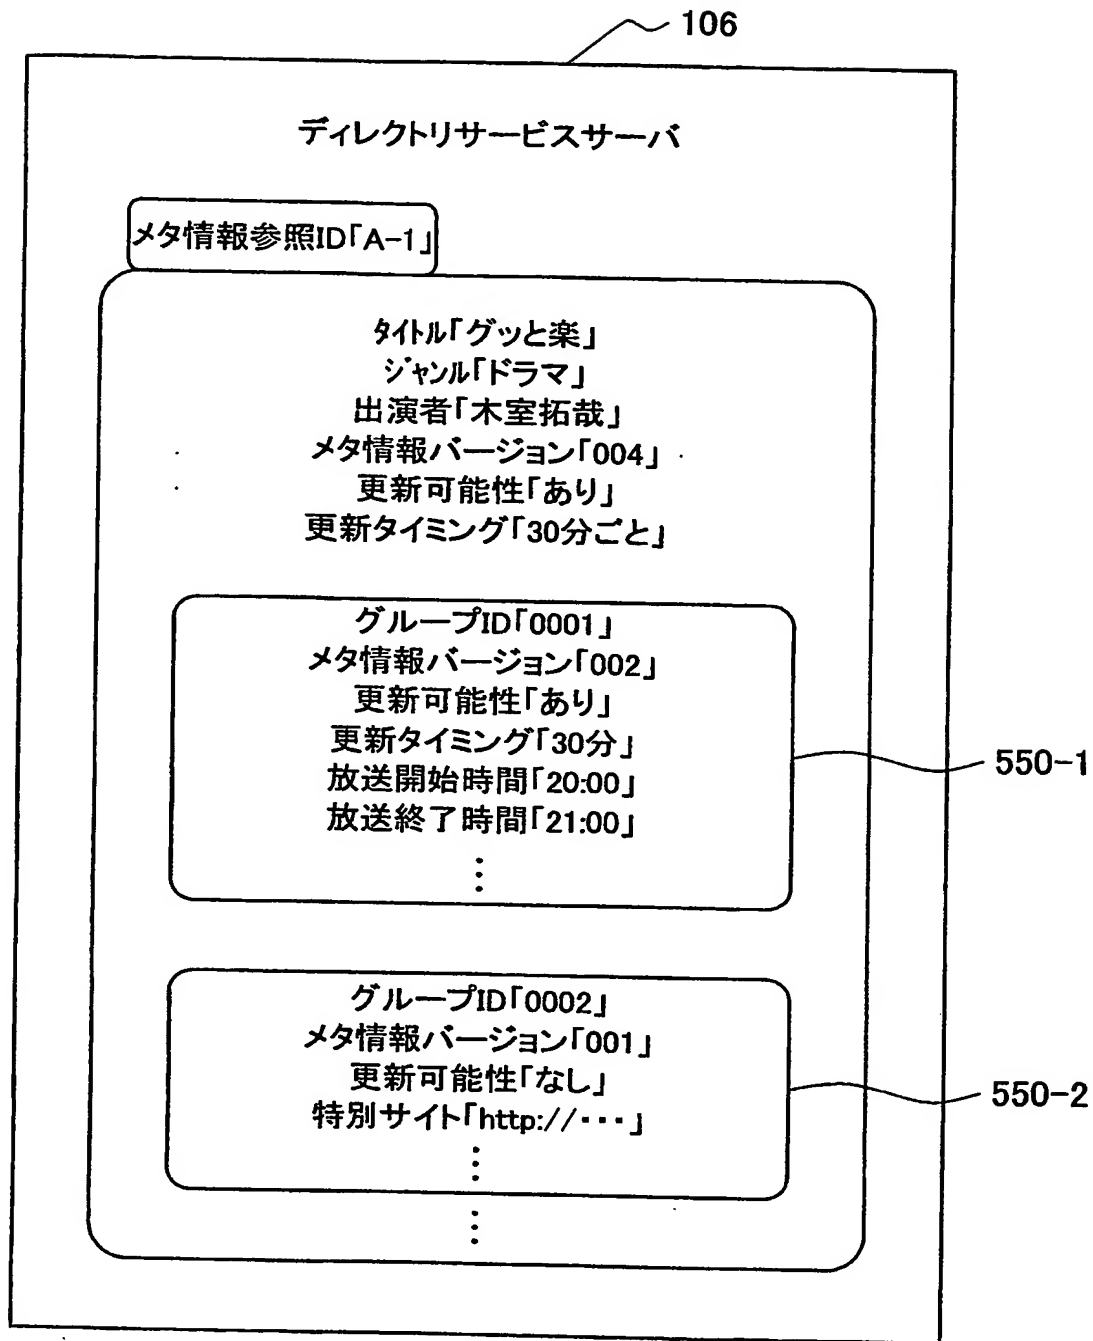 106
ディレクトリサービスサーバ
メタ情報参照ID「A-1」
ﾀｲﾄﾙ「グッと楽」
ｼﾞｬﾝﾙ「ドラマ」
出演者「木室拓哉」
メタ情報バージョン「004」
更新可能性「あり」
更新タイミング「30分ごと」
グループID「0001」
メタ情報バージョン「002」
更新可能性「あり」
更新タイミング「30分」
放送開始時間「20:00」
放送終了時間「21:00」
⋮
550-1
グループID「0002」
メタ情報バージョン「001」
更新可能性「なし」
特別サイト「http://・・・」
⋮
550-2
⋮